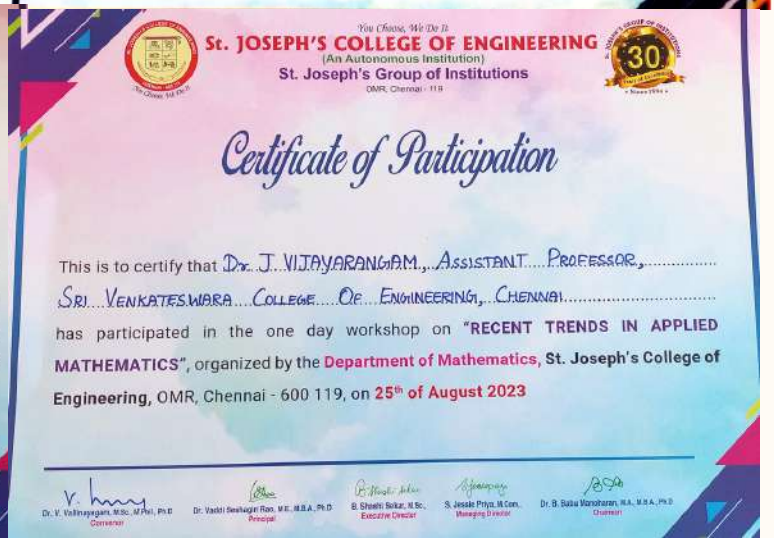 You Choose, We Do It
St. JOSEPH'S COLLEGE OF ENGINEERING
(An Autonomous Institution)
St. Joseph's Group of Institutions
OMR, Chennai - 119
30
Certificate of Participation
This is to certify that Dr. J. VIJAYARANGAM, ASSISTANT PROFESSOR,
SRI VENKATESWARA COLLEGE OF ENGINEERING, CHENNAI
has participated in the one day workshop on "RECENT TRENDS IN APPLIED
MATHEMATICS", organized by the Department of Mathematics, St. Joseph's College of
Engineering, OMR, Chennai - 600 119, on 25th of August 2023
Dr. V. Vallinayagam, M.Sc., M.Phil., Ph.D Dr. Vaddi Seshagiri Rao, M.E., M.B.A., Ph.D B. Shashi Sekar, M.Sc., S. Jessie Priya, M.Com., Dr. B. Babu Manoharan, M.A., M.B.A., Ph.D
Convenor Principal Executive Director Managing Director Chairman